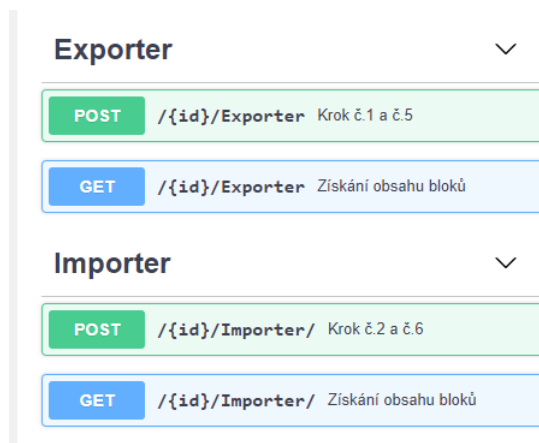 Exporter
POST /{id}/Exporter Krok č.1 a č.5
GET /{id}/Exporter Získání obsahu bloků
Importer
POST /{id}/Importer/ Krok č.2 a č.6
GET /{id}/Importer/ Získání obsahu bloků